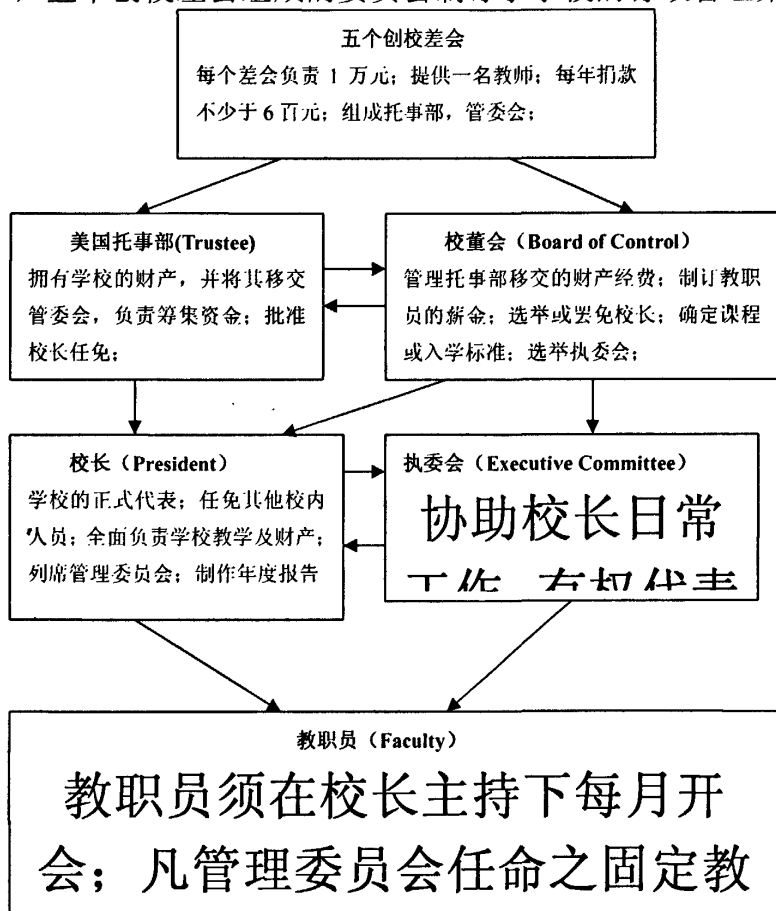 五个创校差会
每个差会负责 1 万元；提供一名教师；每年捐款
不少于 6 百元；组成托事部，管委会；
美国托事部(Trustee)
拥有学校的财产，并将其移交
管委会，负责筹集资金；批准
校长任免；
校董会（Board of Control）
管理托事部移交的财产经费；制订教职
员的薪金；选举或罢免校长；确定课程
或入学标准；选举执委会；
校长（President）
学校的正式代表；任免其他校内
人员；全面负责学校教学及财产；
列席管理委员会；制作年度报告
执委会（Executive Committee）
协助校长日常
工作 有权代表
教职员（Faculty）
教职员须在校长主持下每月开
会；凡管理委员会任命之固定教